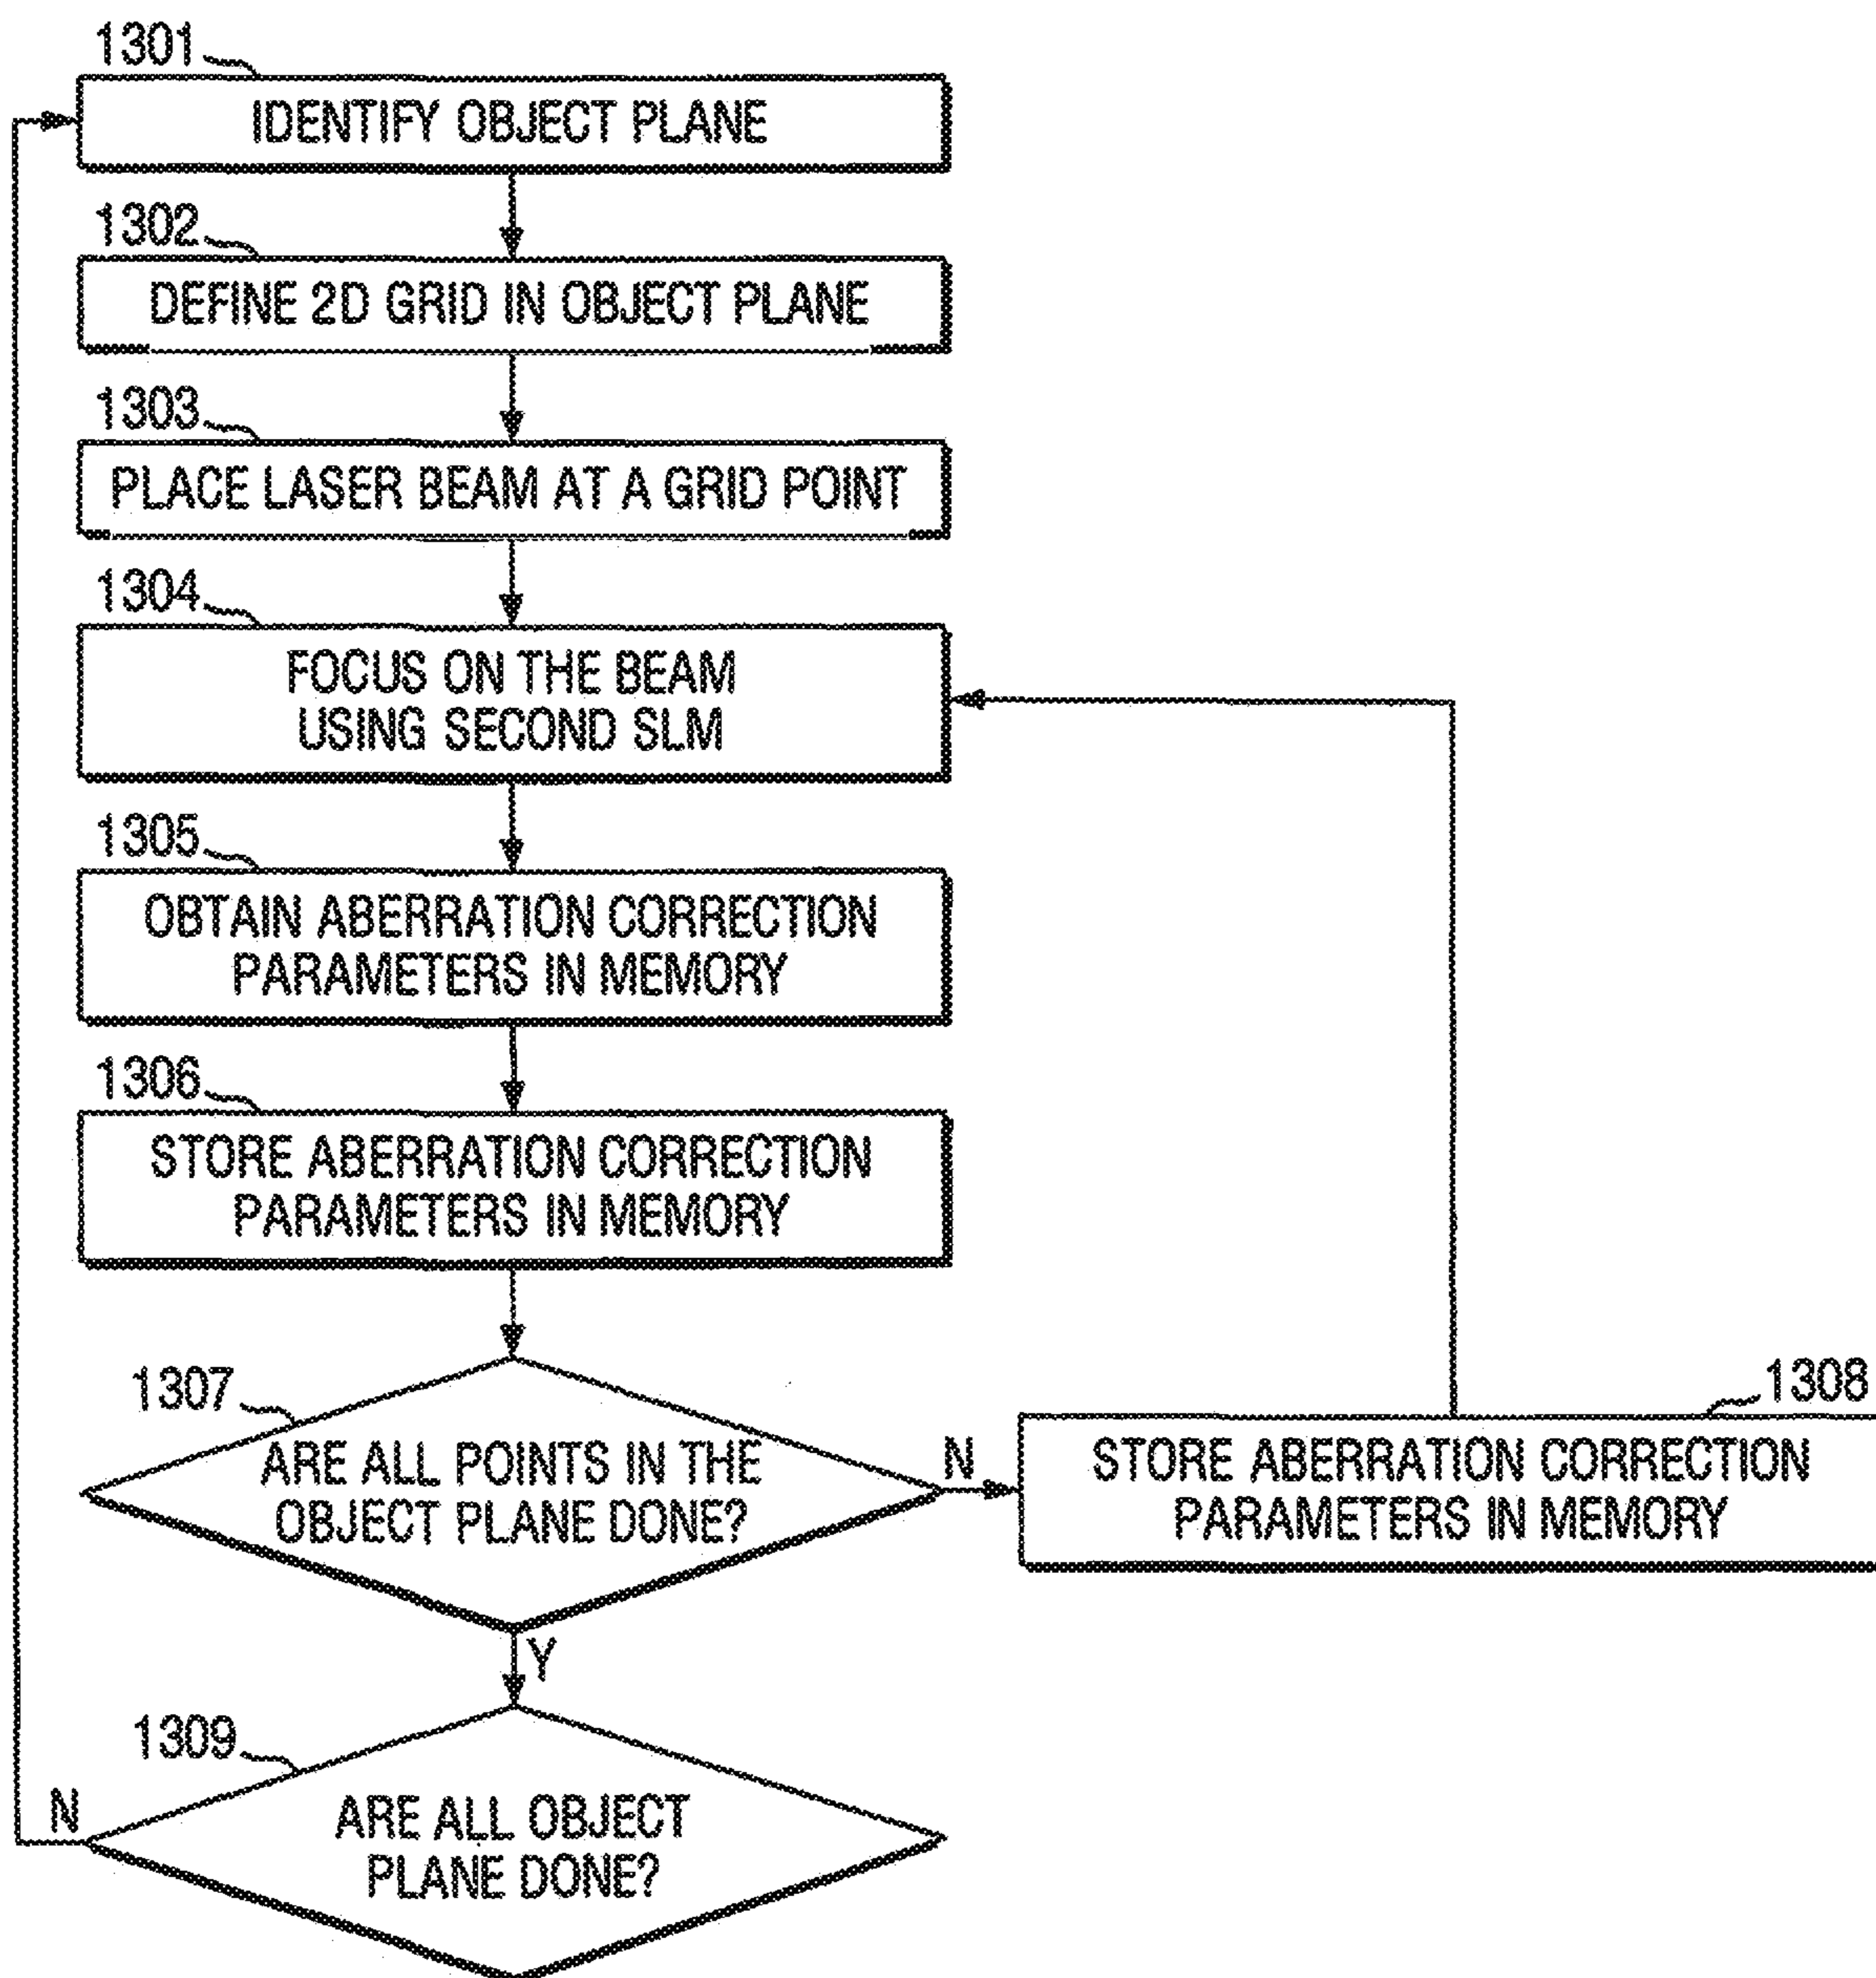 1301
IDENTIFY OBJECT PLANE
1302
DEFINE 2D GRID IN OBJECT PLANE
1303
PLACE LASER BEAM AT A GRID POINT
1304
FOCUS ON THE BEAM
USING SECOND SLM
1305
OBTAIN ABERRATION CORRECTION
PARAMETERS IN MEMORY
1306
STORE ABERRATION CORRECTION
PARAMETERS IN MEMORY
1307
ARE ALL POINTS IN THE
OBJECT PLANE DONE?
N
1308
STORE ABERRATION CORRECTION
PARAMETERS IN MEMORY
Y
1309
N
ARE ALL OBJECT
PLANE DONE?